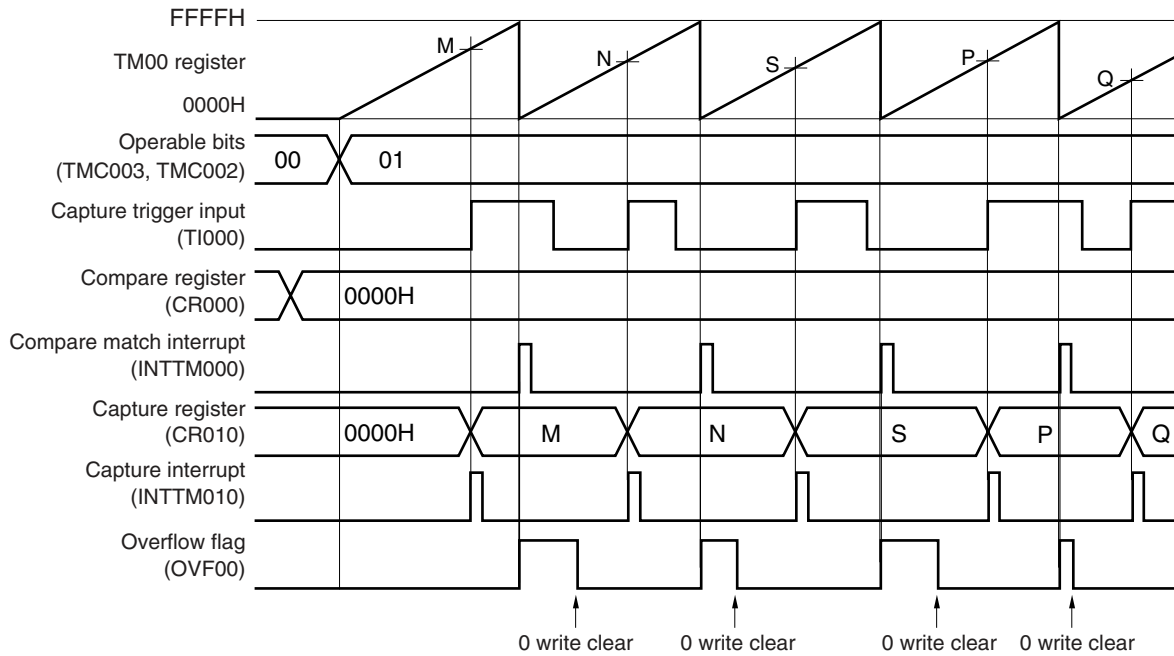 FFFFH
TM00 register
0000H
M
N
S
P
Q
Operable bits
(TMC003, TMC002)
00
01
Capture trigger input
(TI000)
Compare register
(CR000)
0000H
Compare match interrupt
(INTTM000)
Capture register
(CR010)
0000H
M
N
S
P
Q
Capture interrupt
(INTTM010)
Overflow flag
(OVF00)
0 write clear
0 write clear
0 write clear
0 write clear